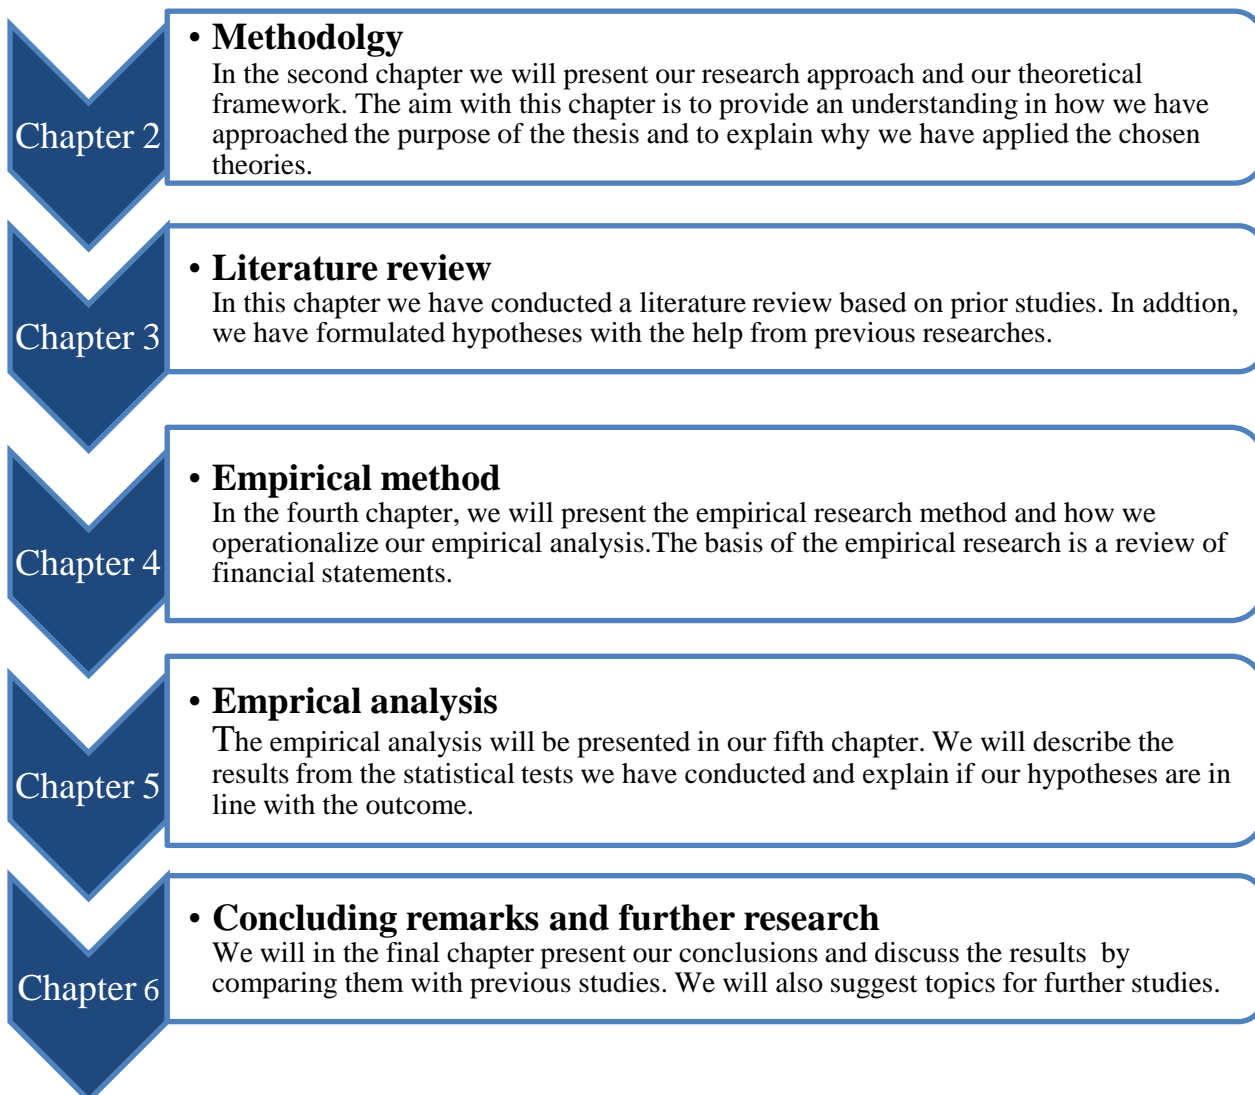 Chapter 2
• Methodolgy
In the second chapter we will present our research approach and our theoretical
framework. The aim with this chapter is to provide an understanding in how we have
approached the purpose of the thesis and to explain why we have applied the chosen
theories.
Chapter 3
• Literature review
In this chapter we have conducted a literature review based on prior studies. In addtion,
we have formulated hypotheses with the help from previous researches.
Chapter 4
• Empirical method
In the fourth chapter, we will present the empirical research method and how we
operationalize our empirical analysis.The basis of the empirical research is a review of
financial statements.
Chapter 5
• Emprical analysis
The empirical analysis will be presented in our fifth chapter. We will describe the
results from the statistical tests we have conducted and explain if our hypotheses are in
line with the outcome.
Chapter 6
• Concluding remarks and further research
We will in the final chapter present our conclusions and discuss the results  by
comparing them with previous studies. We will also suggest topics for further studies.